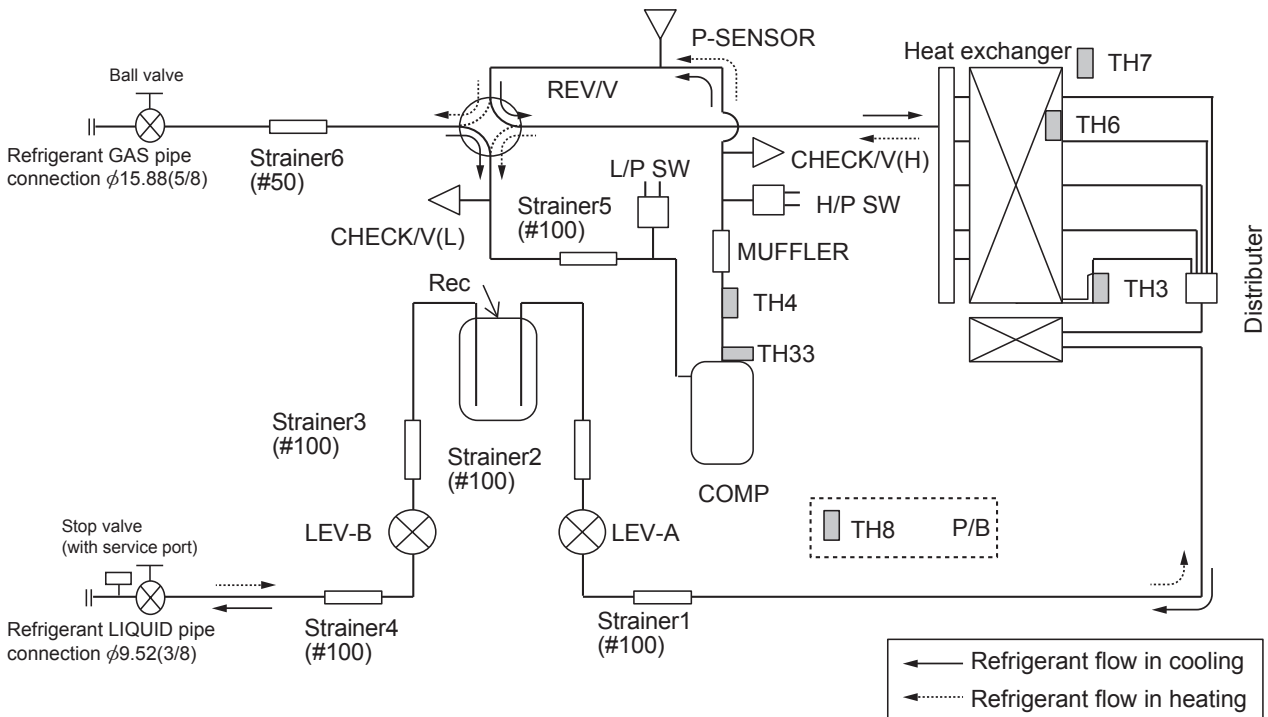 P-SENSOR
Heat exchanger
TH7
Ball valve
REV/V
TH6
Refrigerant GAS pipe
connection ϕ15.88(5/8)
Strainer6
(#50)
CHECK/V(H)
L/P SW
H/P SW
Strainer5
(#100)
CHECK/V(L)
MUFFLER
Rec
TH4
TH3
Distributer
TH33
Strainer3
(#100)
Strainer2
(#100)
COMP
Stop valve
(with service port)
LEV-B
LEV-A
TH8
P/B
Refrigerant LIQUID pipe
connection ϕ9.52(3/8)
Strainer4
(#100)
Strainer1
(#100)
Refrigerant flow in cooling
Refrigerant flow in heating